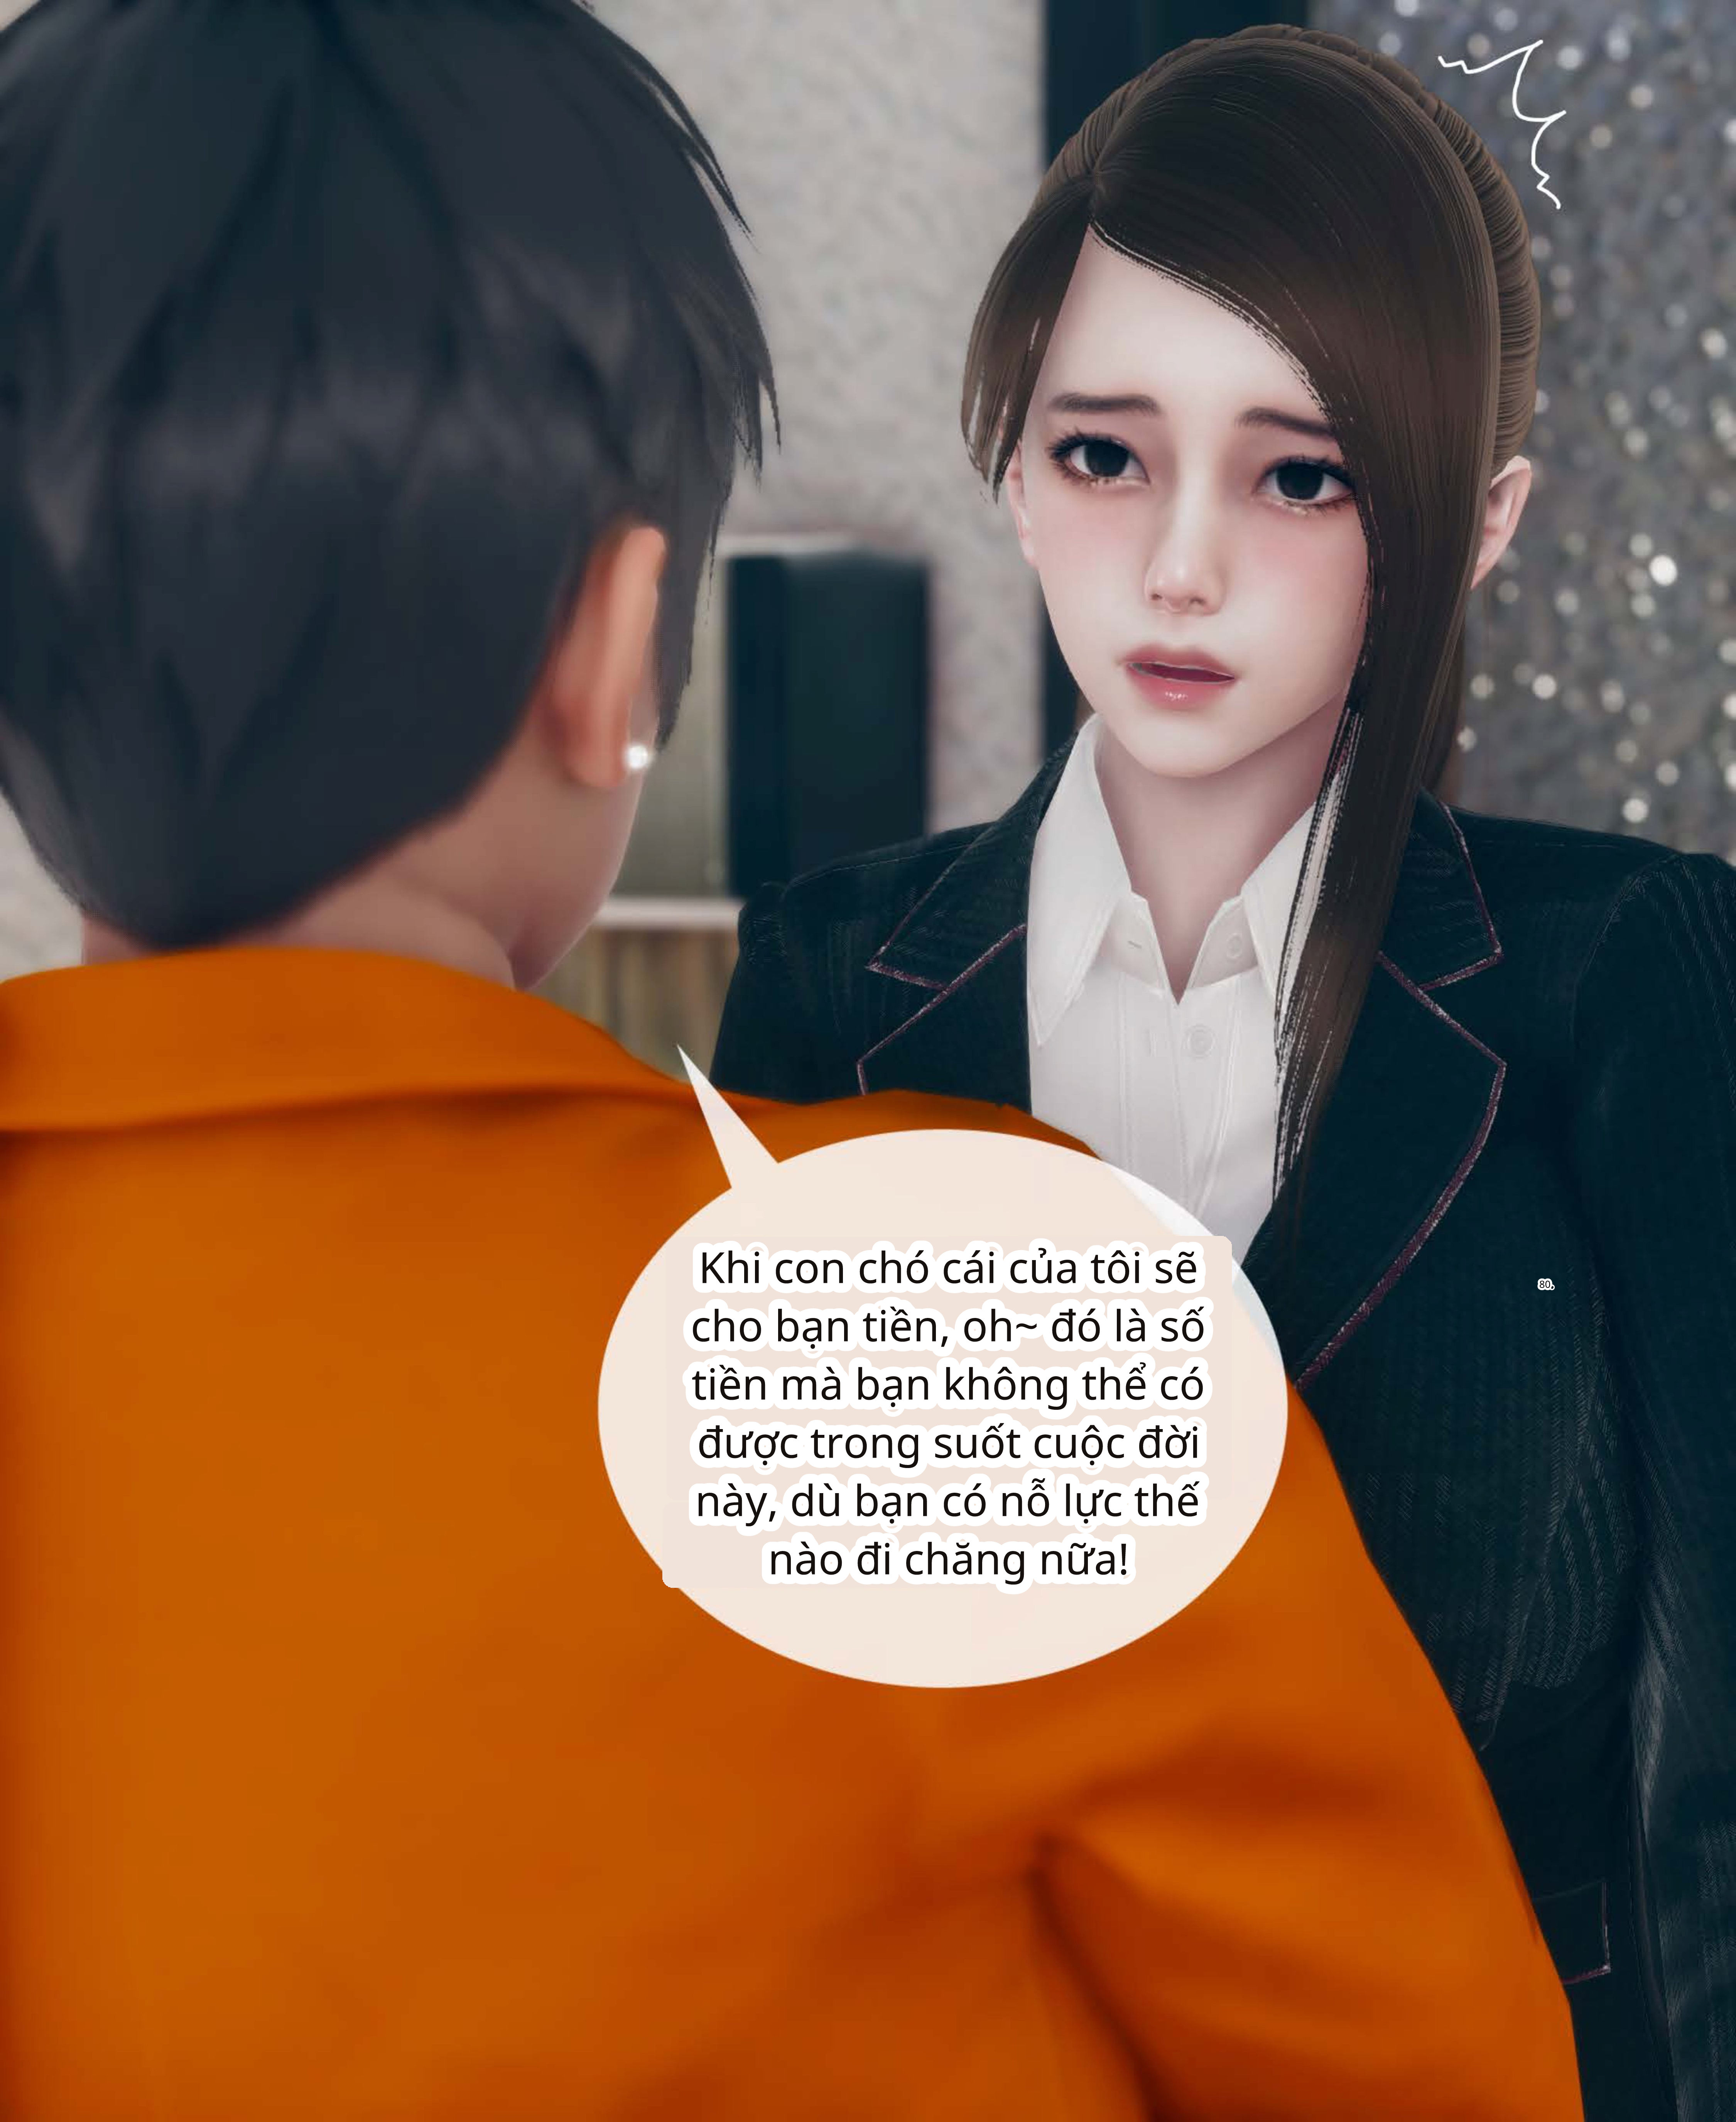 Khi con chó cái của tôi sẽ
cho bạn tiền, oh~ đó là số
tiền mà bạn không thể có
được trong suốt cuộc đời
này, dù bạn có nỗ lực thế
nào đi chăng nữa!
80.